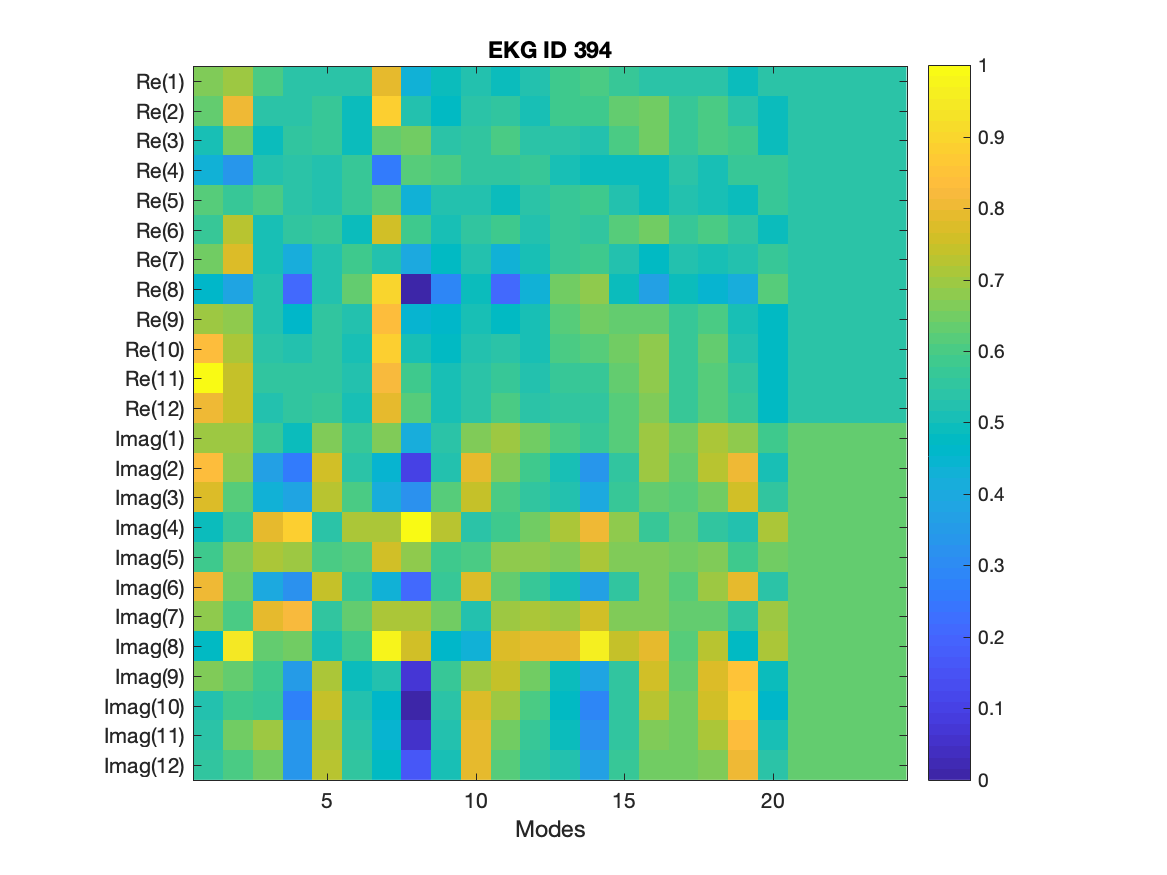 EKG ID 394
Re(1)
Re(2)
Re(3)
Re(4)
Re(5)
Re(6)
Re(7)
Re(8)
Re(9)
Re(10)
Re(11)
Re(12)
Imag(1)
Imag(2)
Imag(3)
Imag(4)
Imag(5)
Imag(6)
Imag(7)
Imag(8)
Imag(9)
Imag(10)
Imag(11)
Imag(12)
5 10 15 20
Modes
1
0.9
0.8
0.7
0.6
0.5
0.4
0.3
0.2
0.1
0